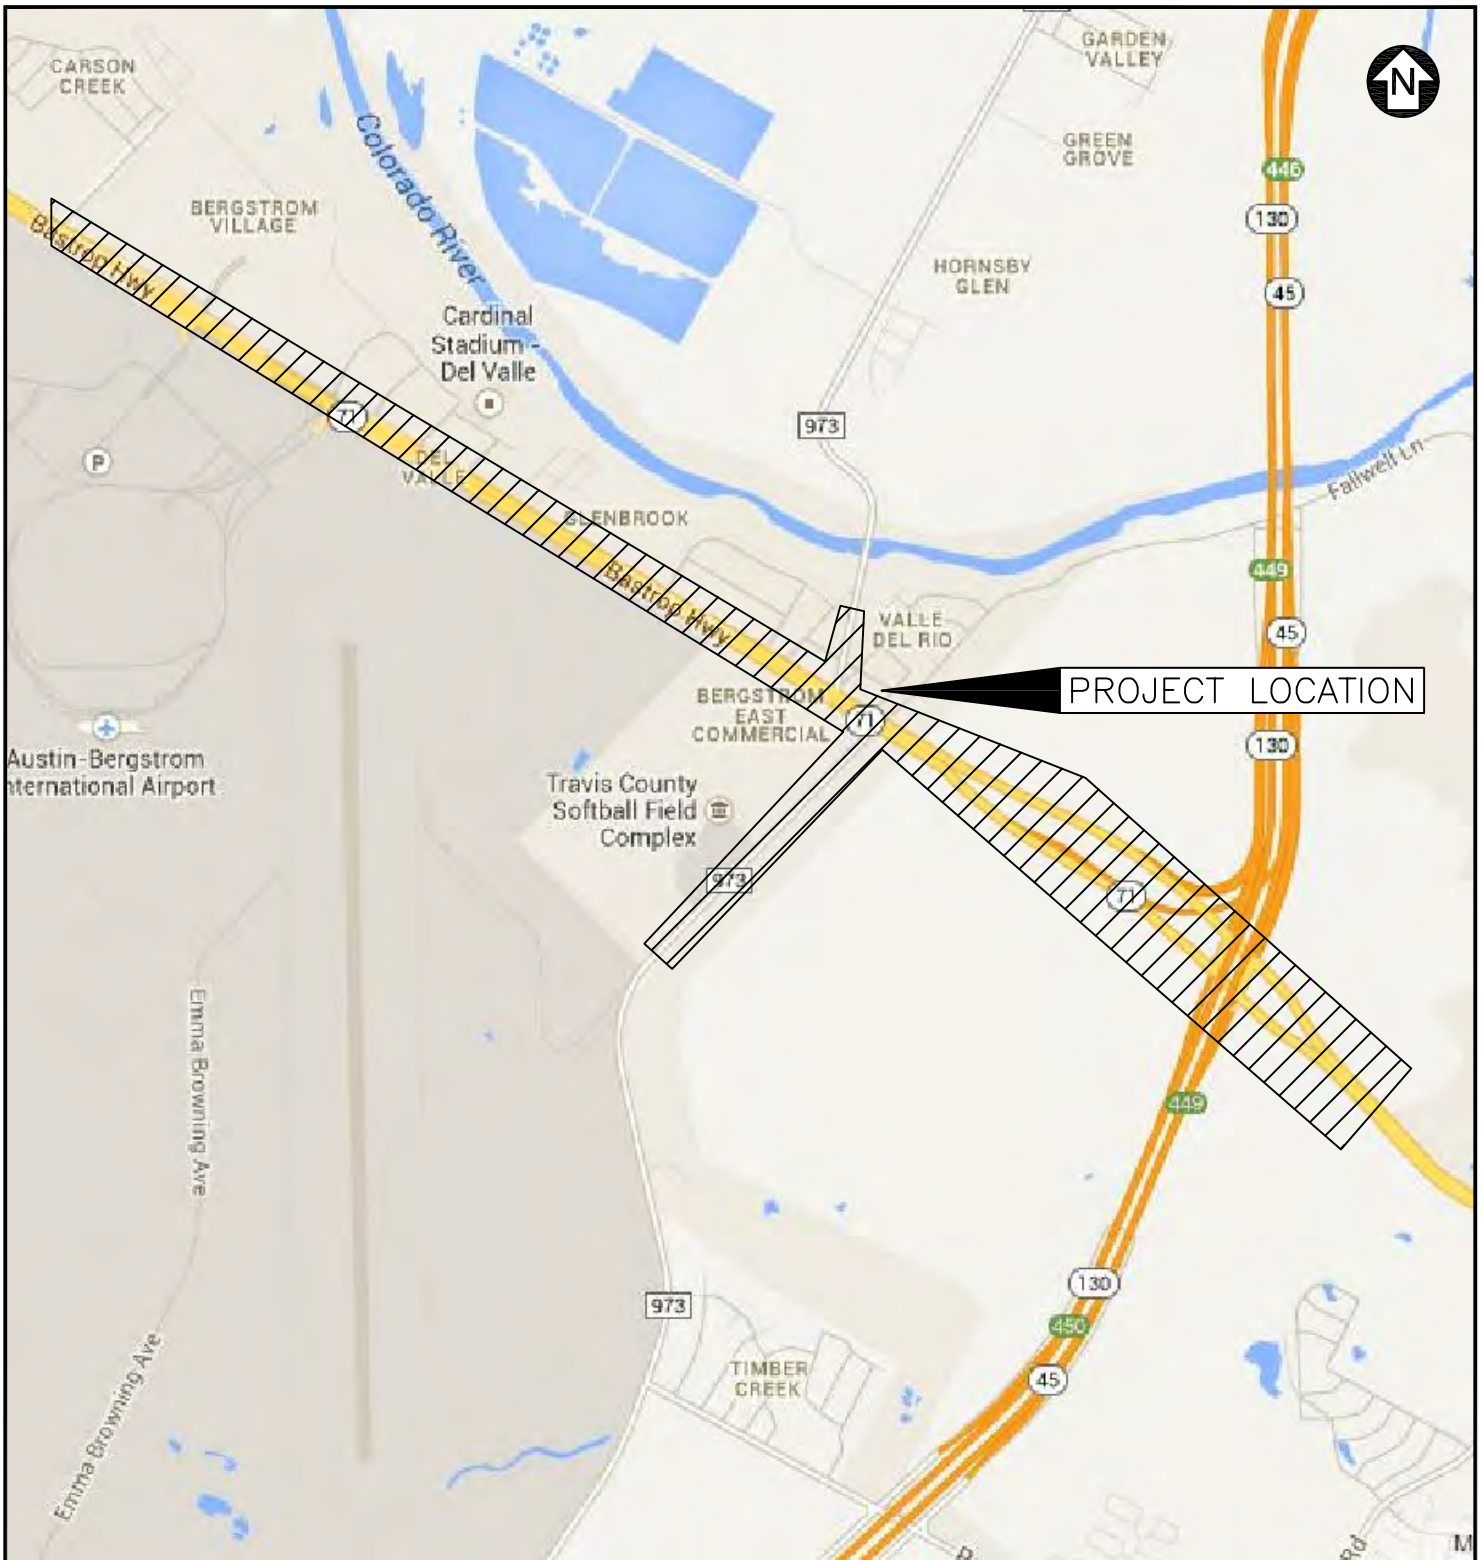 GARDEN
VALLEY
CARSON
CREEK
N
Colorado River
GREEN
GROVE
446
130
BERGSTROM
VILLAGE
Bastrop Hwy
HORNSBY
GLEN
45
Cardinal
Stadium -
Del Valle
71
973
P
DEL
VALLE
Fallwell Ln
GLENBROOK
449
Bastrop Hwy
VALLE
DEL RIO
45
PROJECT LOCATION
BERGSTROM
EAST
COMMERCIAL
71
130
Austin-Bergstrom
nternational Airport
Travis County
Softball Field
Complex
973
71
Emma Browning Ave
449
130
973
450
TIMBER
CREEK
45
Emma Browning Ave
Rd
M